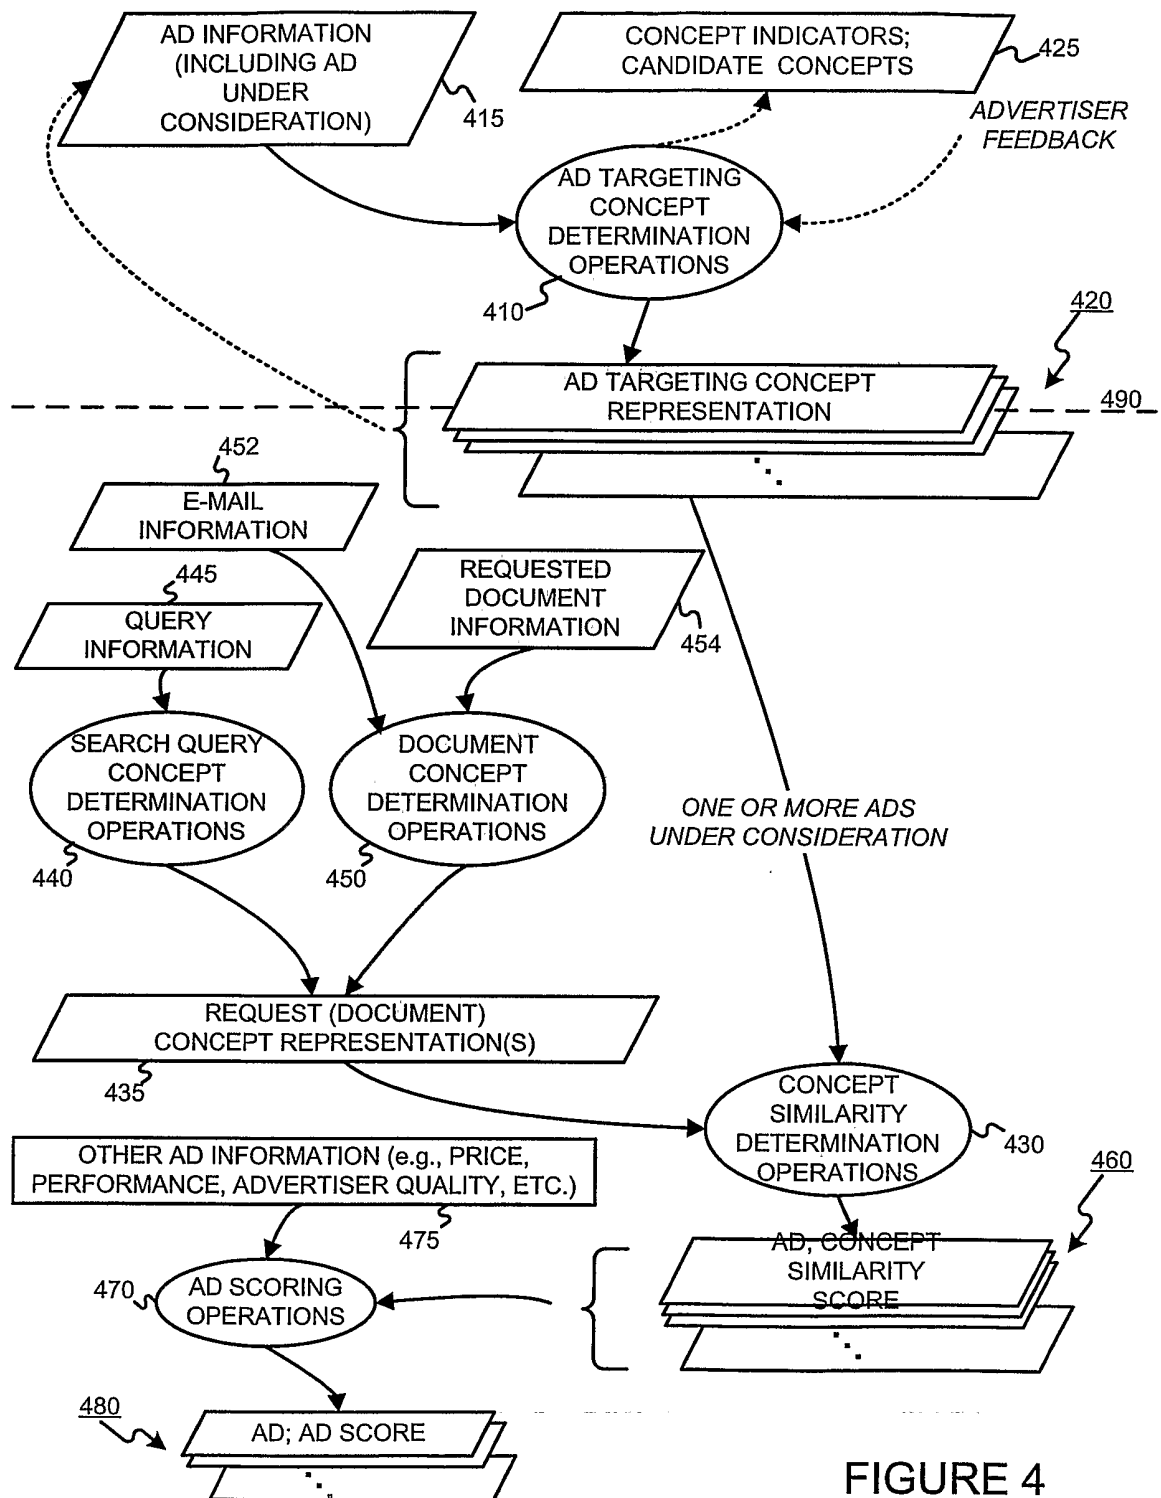 AD INFORMATION
(INCLUDING AD
UNDER
CONSIDERATION)
415
CONCEPT INDICATORS;
CANDIDATE CONCEPTS
425
ADVERTISER
FEEDBACK
AD TARGETING
CONCEPT
DETERMINATION
OPERATIONS
410
420
AD TARGETING CONCEPT
REPRESENTATION
490
452
E-MAIL
INFORMATION
445
QUERY
INFORMATION
REQUESTED
DOCUMENT
INFORMATION
454
SEARCH QUERY
CONCEPT
DETERMINATION
OPERATIONS
440
DOCUMENT
CONCEPT
DETERMINATION
OPERATIONS
450
ONE OR MORE ADS
UNDER CONSIDERATION
REQUEST (DOCUMENT)
CONCEPT REPRESENTATION(S)
435
CONCEPT
SIMILARITY
DETERMINATION
OPERATIONS
430
OTHER AD INFORMATION (e.g., PRICE,
PERFORMANCE, ADVERTISER QUALITY, ETC.)
475
460
AD, CONCEPT
SIMILARITY
SCORE
470
AD SCORING
OPERATIONS
480
AD; AD SCORE
FIGURE 4